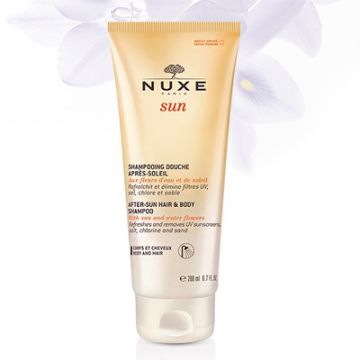 NUXE
PARIS
sun
SHAMPOOING DOUCHE
APRÈS-SOLEIL
Aux fleurs d'eau et de soleil
Rafraîchit et élimine filtres UV,
sel, chlore et sable
AFTER-SUN HAIR & BODY
SHAMPOO
With sun and water flowers
Refreshes and removes UV sunscreens,
salt, chlorine and sand
CORPS ET CHEVEUX
BODY AND HAIR
e 200 ml 6.7 FL.